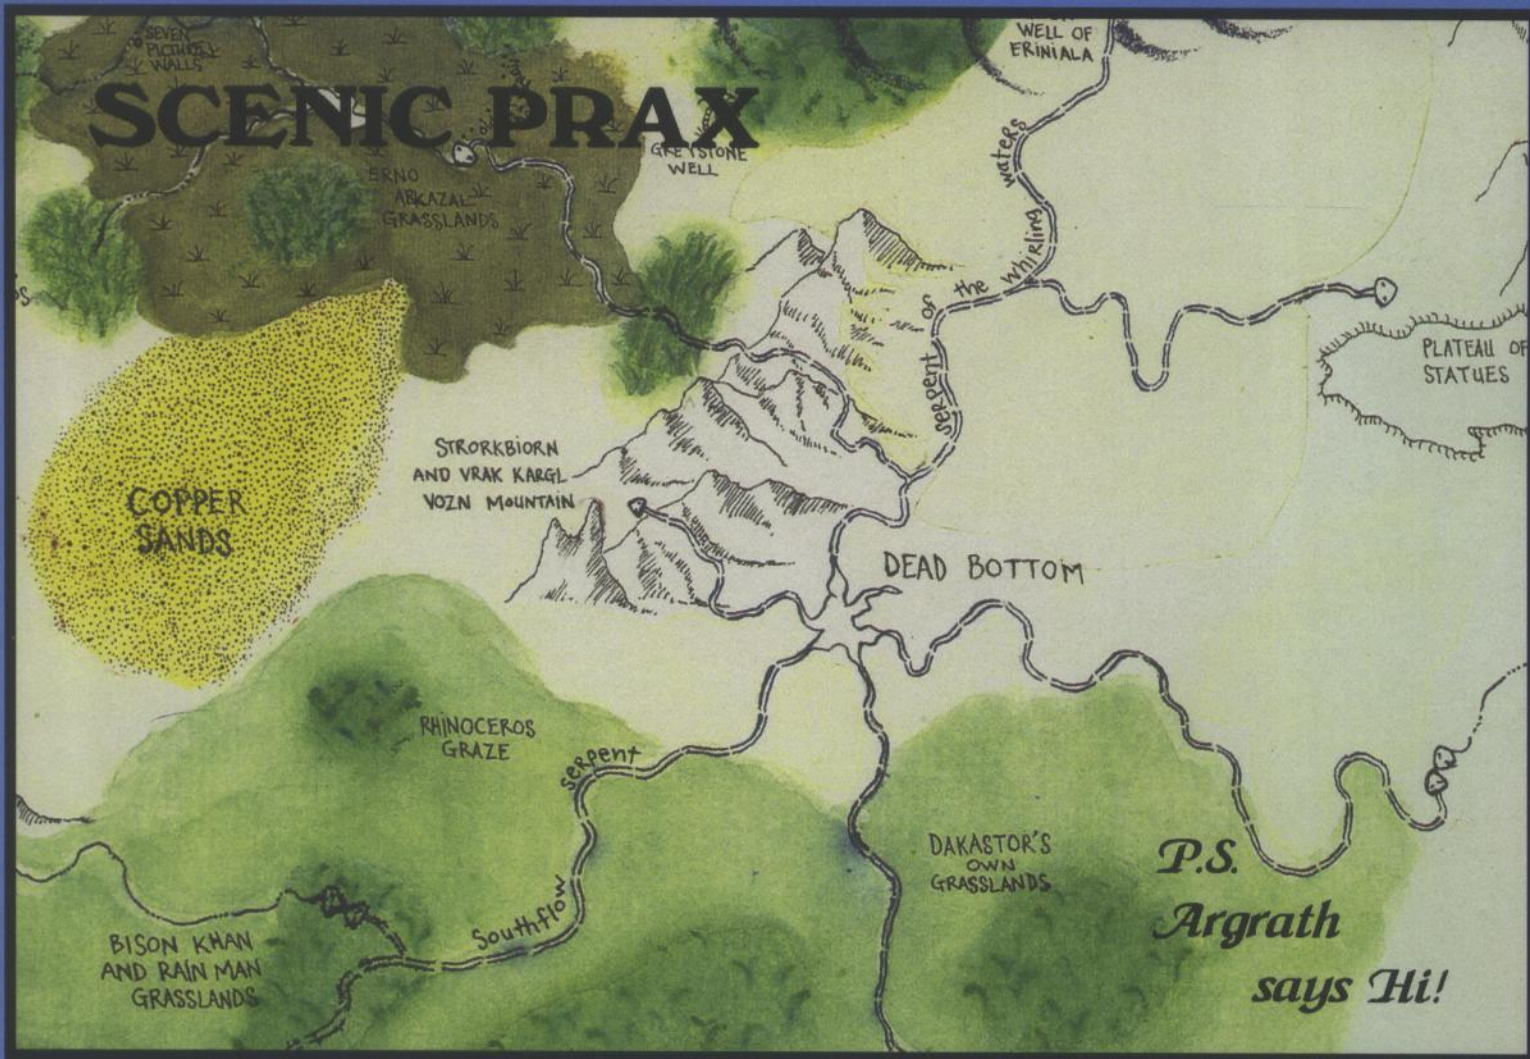 SEVEN
PICTURE
WALLS
SCENIC PRAX
WELL OF
ERINIALA
GREYSTONE
WELL
ERNO
ARKAZAL
GRASSLANDS
Serpent of the Whirling waters
PLATEAU OF
STATUES
STRORKBIORN
AND VRAK KARGL
VOZN MOUNTAIN
COPPER
SANDS
DEAD BOTTOM
RHINOCEROS
GRAZE
Southflow serpent
DAKASTOR'S
OWN
GRASSLANDS
BISON KHAN
AND RAIN MAN
GRASSLANDS
P.S.
Argrath
says Hi!